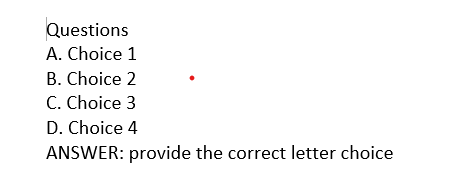 Questions
A. Choice 1
B. Choice 2
C. Choice 3
D. Choice 4
ANSWER: provide the correct letter choice